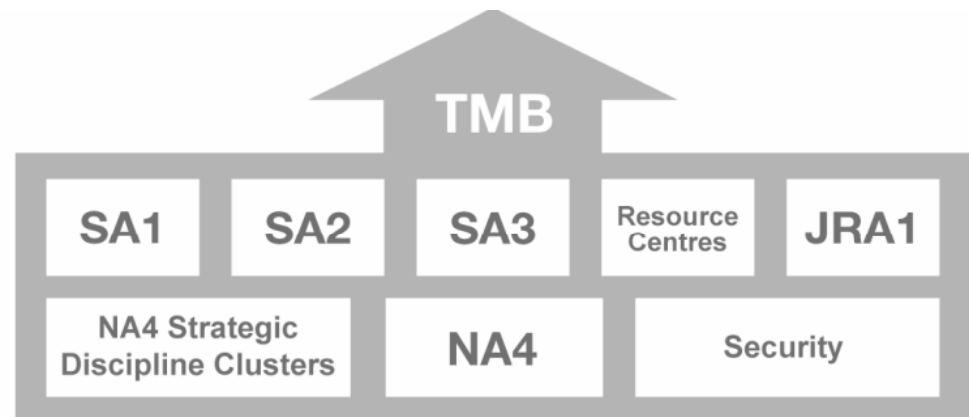 TMB
SA1
SA2
SA3
Resource
Centres
JRA1
NA4 Strategic
Discipline Clusters
NA4
Security